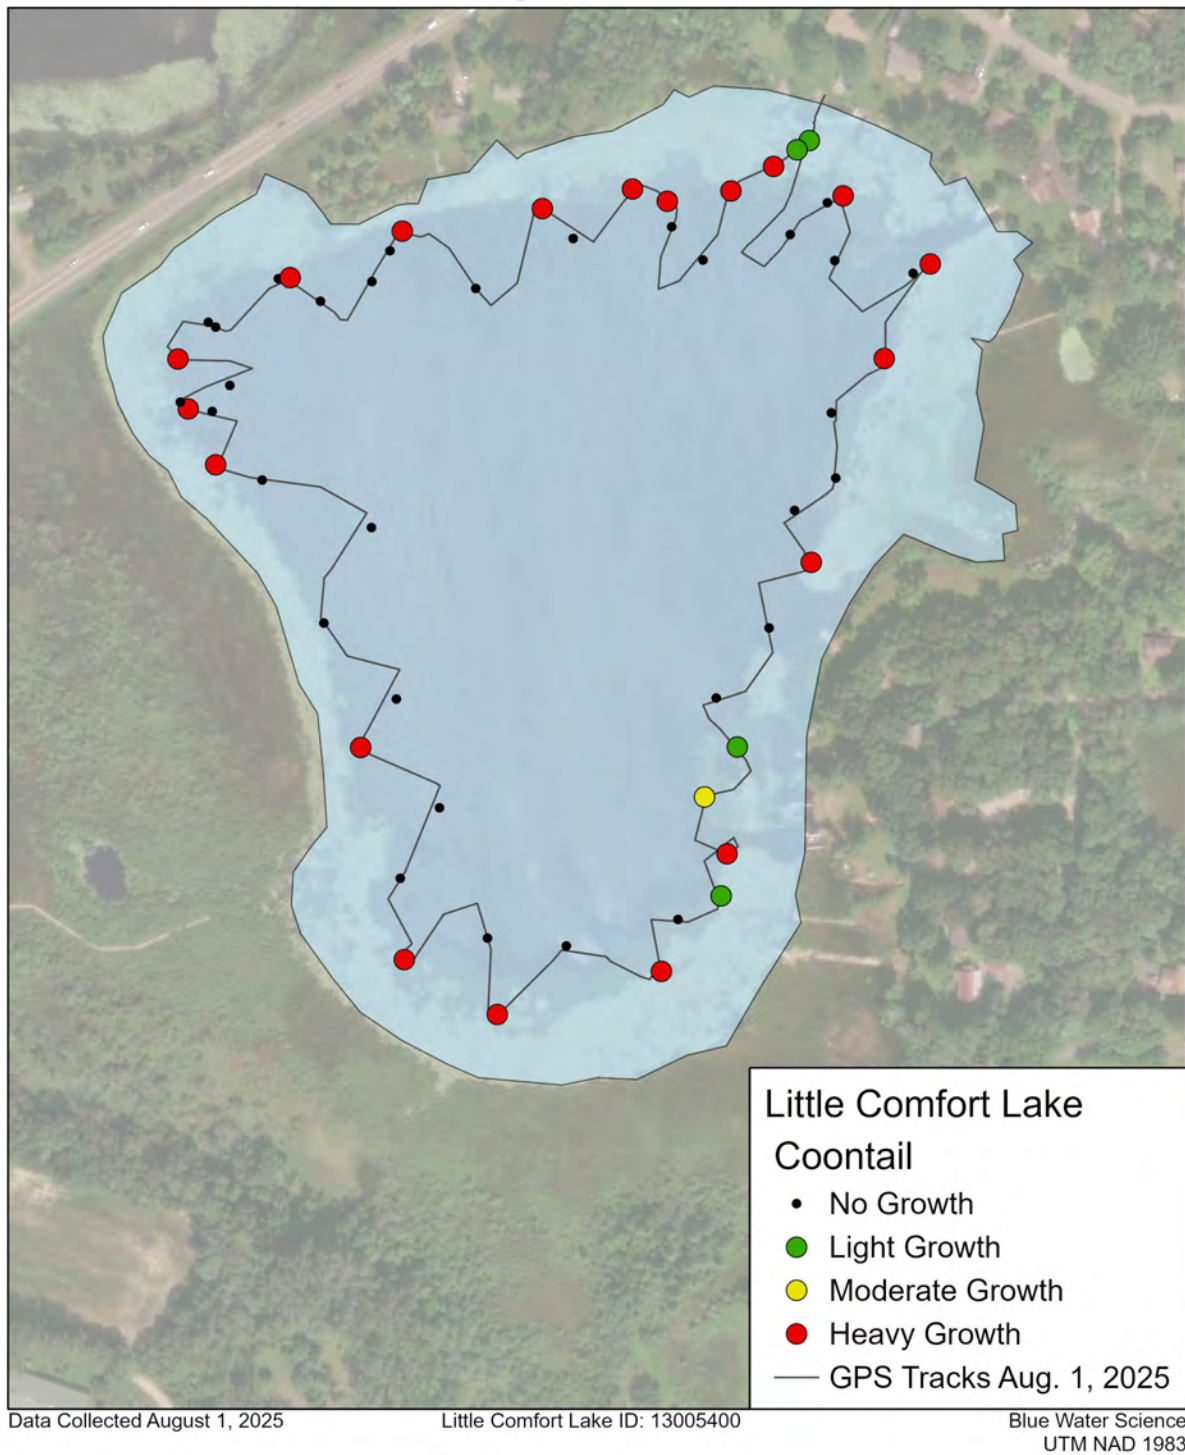 Little Comfort Lake
Coontail
No Growth
Light Growth
Moderate Growth
Heavy Growth
GPS Tracks Aug. 1, 2025
Data Collected August 1, 2025 Little Comfort Lake ID: 13005400 Blue Water Science
UTM NAD 1983